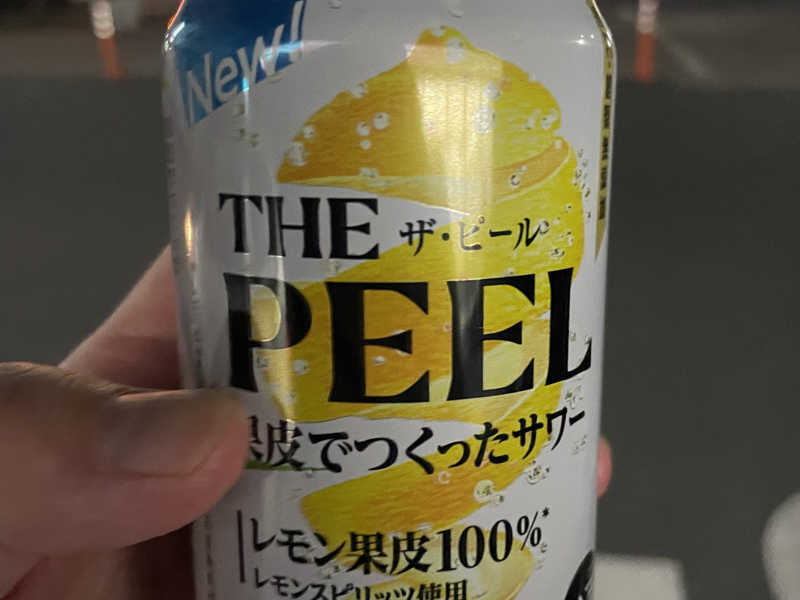 New!
THE
ザ・ピール
PEEL
果皮でつくったサワー
レモン果皮100%*
レモンスピリッツ使用